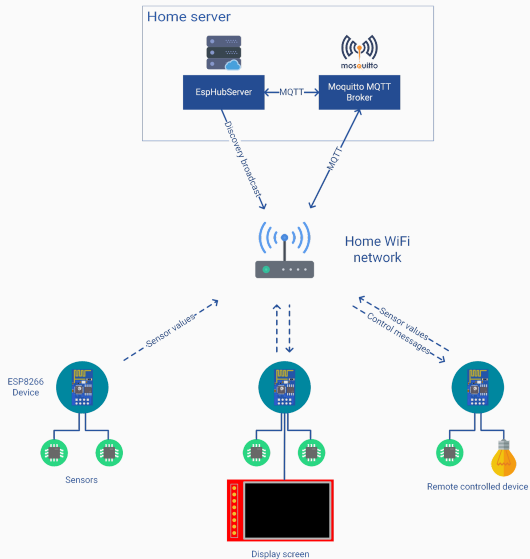 Home server
mosquitto
EspHubServer
MQTT
Moquitto MQTT
Broker
Discovery broadcast
MQTT
Home WiFi
network
Sensor values
Sensor values
Control messages
ESP8266
Device
Sensors
Remote controlled device
Display screen